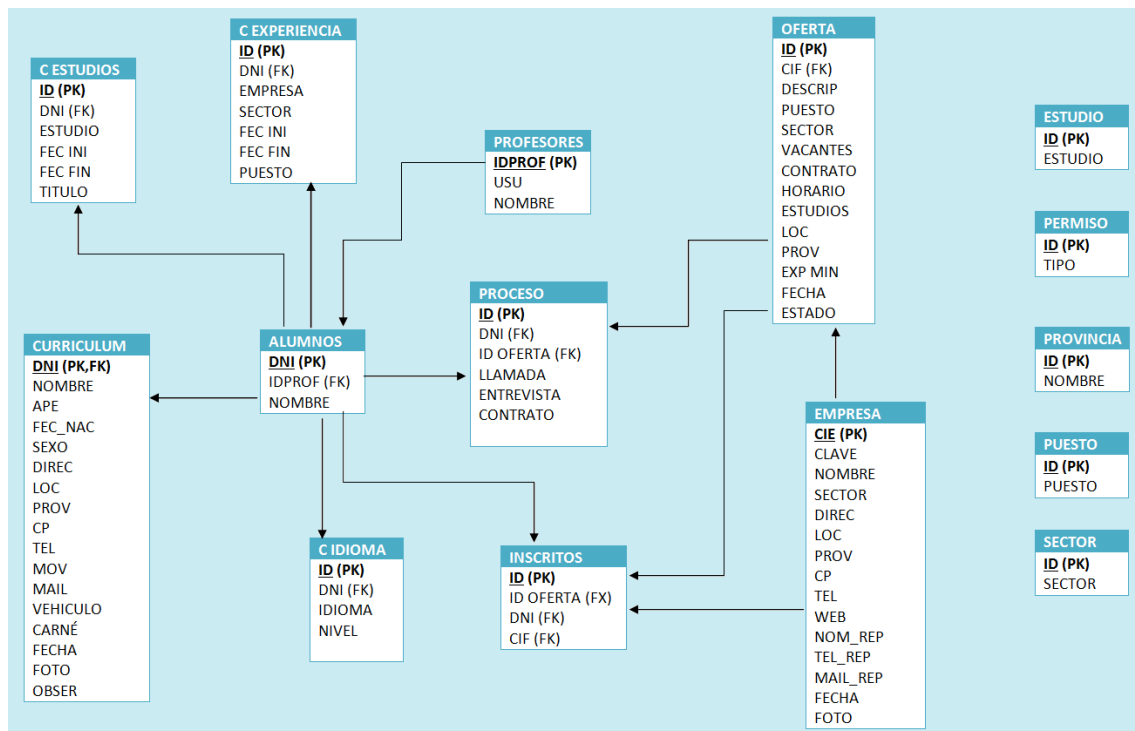 C ESTUDIOS
ID (PK)
DNI (FK)
ESTUDIO
FEC INI
FEC FIN
TITULO
C EXPERIENCIA
ID (PK)
DNI (FK)
EMPRESA
SECTOR
FEC INI
FEC FIN
PUESTO
PROFESORES
IDPROF (PK)
USU
NOMBRE
OFERTA
ID (PK)
CIF (FK)
DESCRIP
PUESTO
SECTOR
VACANTES
CONTRATO
HORARIO
ESTUDIOS
LOC
PROV
EXP MIN
FECHA
ESTADO
ESTUDIO
ID (PK)
ESTUDIO
PERMISO
ID (PK)
TIPO
PROVINCIA
ID (PK)
NOMBRE
PUESTO
ID (PK)
PUESTO
SECTOR
ID (PK)
SECTOR
CURRICULUM
DNI (PK,FK)
NOMBRE
APE
FEC_NAC
SEXO
DIREC
LOC
PROV
CP
TEL
MOV
MAIL
VEHICULO
CARNÉ
FECHA
FOTO
OBSER
ALUMNOS
DNI (PK)
IDPROF (FK)
NOMBRE
PROCESO
ID (PK)
DNI (FK)
ID OFERTA (FK)
LLAMADA
ENTREVISTA
CONTRATO
C IDIOMA
ID (PK)
DNI (FK)
IDIOMA
NIVEL
INSCRITOS
ID (PK)
ID OFERTA (FX)
DNI (FK)
CIF (FK)
EMPRESA
CIE (PK)
CLAVE
NOMBRE
SECTOR
DIREC
LOC
PROV
CP
TEL
WEB
NOM_REP
TEL_REP
MAIL_REP
FECHA
FOTO